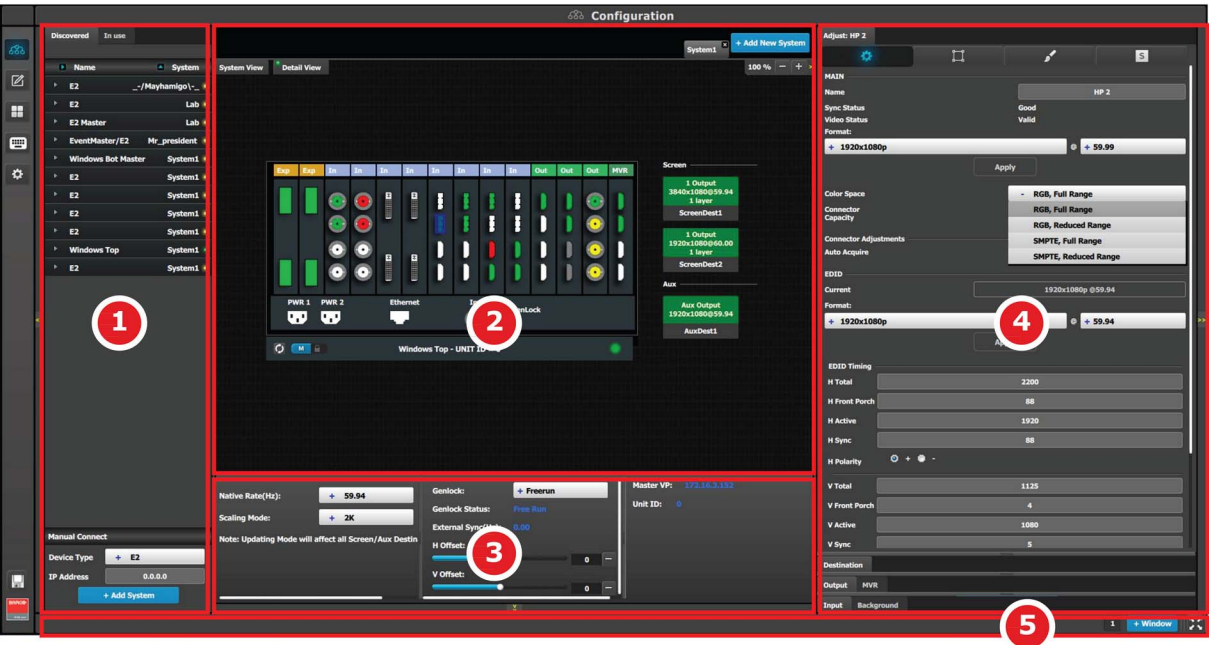 Configuration
Discovered In use
Name System
E2 _-/Mayhamigo\-_
E2 Lab
E2 Master Lab
EventMaster/E2 Mr_president
Windows Bot Master System1
E2 System1
E2 System1
E2 System1
E2 System1
Windows Top System1
E2 System1
1
Manual Connect
Device Type + E2
IP Address 0.0.0.0
+ Add System
System1 x + Add New System
System View Detail View 100 % - +
Exp Exp In In In In In In In Out Out Out MVR
PWR 1 PWR 2 Ethernet
Windows Top - UNIT ID
M
2
Screen
1 Output
3840x1080@59.94
1 layer
ScreenDest1
1 Output
1920x1080@60.00
1 layer
ScreenDest2
Aux
Aux Output
1920x1080@59.94
AuxDest1
Native Rate(Hz): + 59.94
Scaling Mode: + 2K
Note: Updating Mode will affect all Screen/Aux Destin
Genlock: + Freerun
Genlock Status: Free Run
External 0.00
H Offset: 0 -
V Offset: 0 -
3
Master VP: 172.16.3.152
Unit ID: 0
Adjust: HP 2
S
MAIN
Name HP 2
Sync Status Good
Video Status Valid
Format:
+ 1920x1080p @ + 59.99
Apply
Color Space - RGB, Full Range
Connector RGB, Full Range
Capacity RGB, Reduced Range
Connector Adjustments SMPTE, Full Range
Auto Acquire SMPTE, Reduced Range
EDID
Current 1920x1080p @59.94
Format:
+ 1920x1080p @ + 59.94
4
EDID Timing
H Total 2200
H Front Porch 88
H Active 1920
H Sync 88
H Polarity + -
V Total 1125
V Front Porch 4
V Active 1080
V Sync 5
Destination
Output MVR
Input Background
5
1 + Window
BARCO